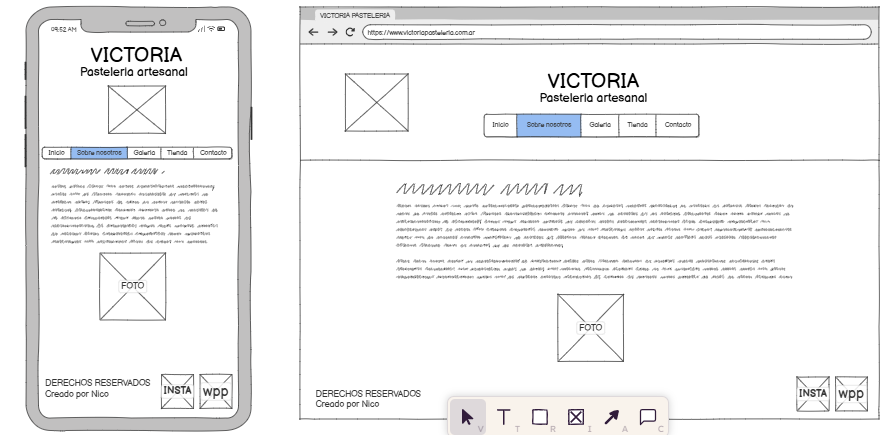 09:52 AM
VICTORIA
Pasteleria artesanal
Inicio
Sobre nosotros
Galeria
Tienda
Contacto
FOTO
DERECHOS RESERVADOS
Creado por Nico
INSTA
wpp
VICTORIA PASTELERIA
https://www.victoriapasteleria.com.ar
VICTORIA
Pasteleria artesanal
Inicio
Sobre nosotros
Galeria
Tienda
Contacto
FOTO
DERECHOS RESERVADOS
Creado por Nico
INSTA
wpp
V
T
R
I
A
C